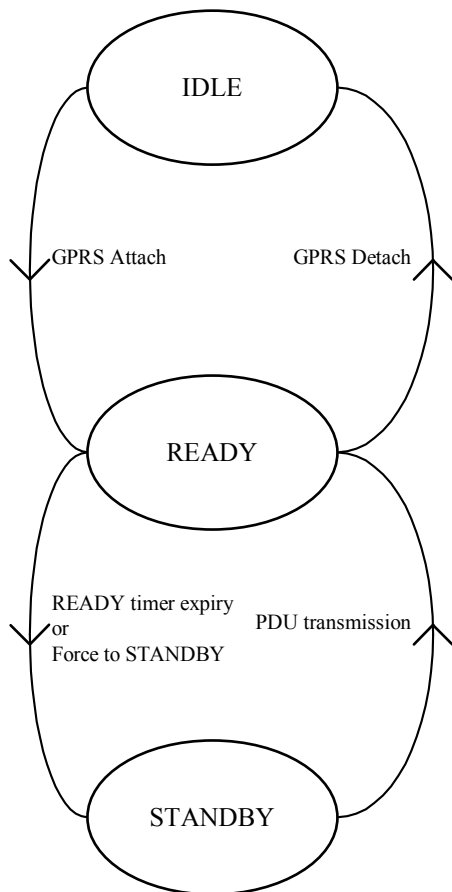 IDLE
GPRS Attach
GPRS Detach
READY
READY timer expiry
or
Force to STANDBY
PDU transmission
STANDBY